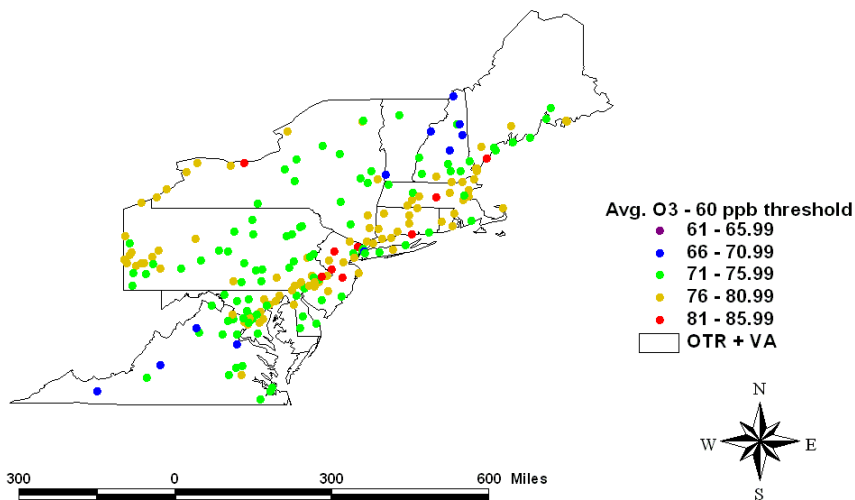 Avg. O3 - 60 ppb threshold
61 - 65.99
66 - 70.99
71 - 75.99
76 - 80.99
81 - 85.99
OTR + VA
N
W E
S
300 0 300 600 Miles